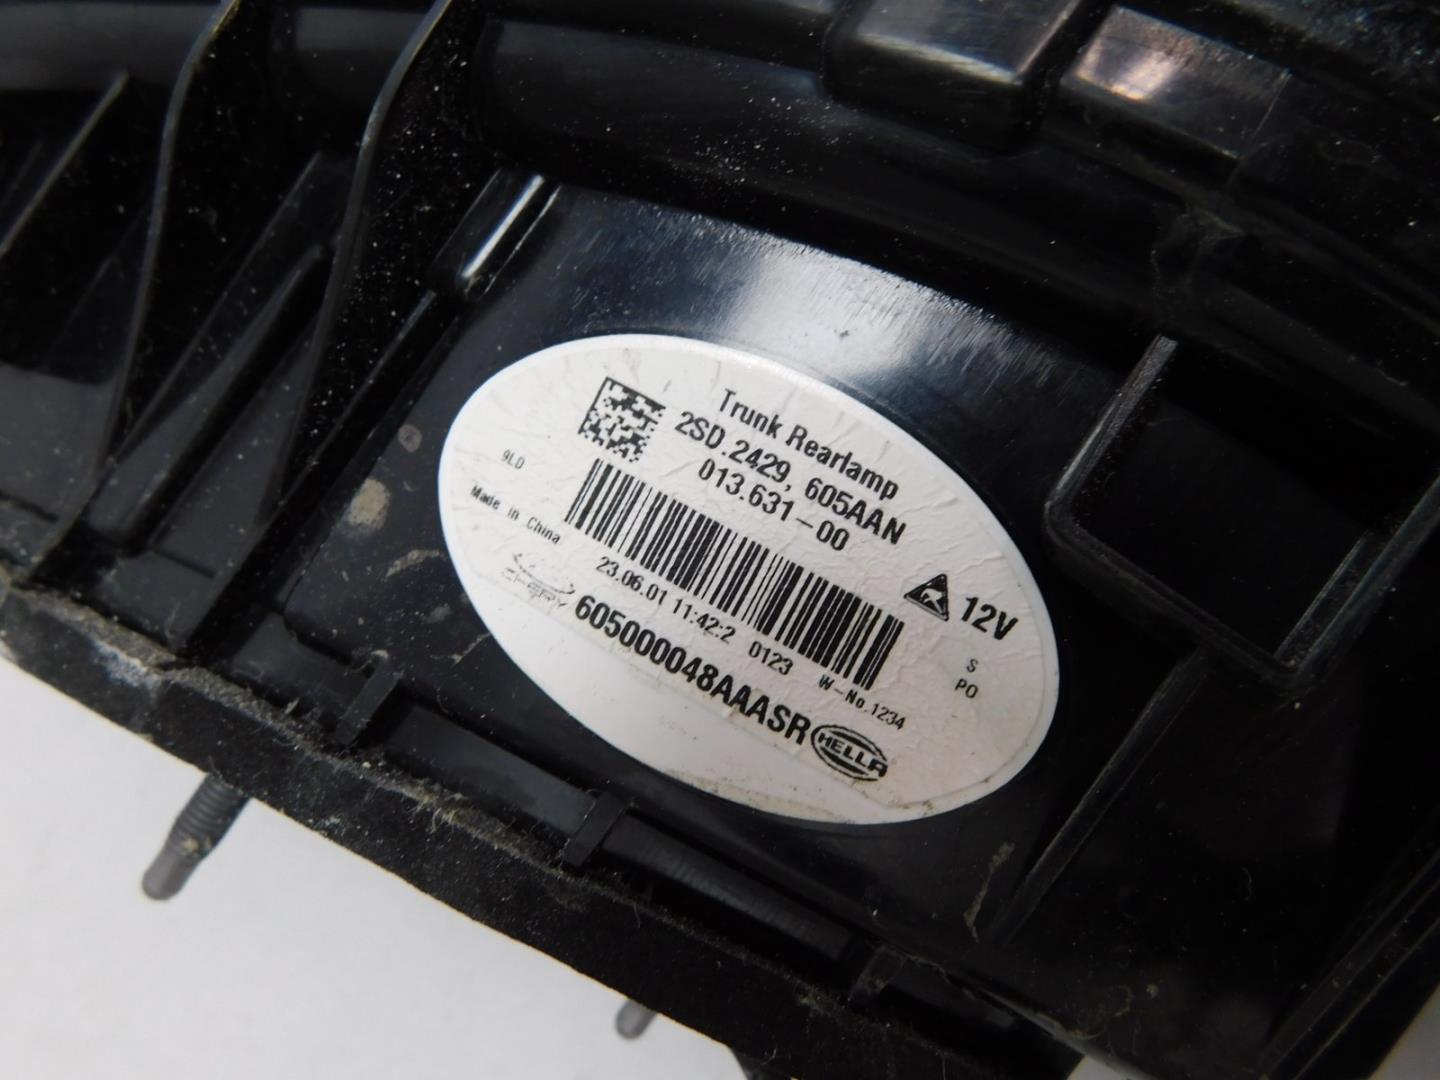 Trunk Rearlamp
2SD.2429, 605AAN
013.631-00
9LD
Made in China
12V
23.06.01 11:42:2 0123 W-No.1234
S
PO
CHERY
605000048AAASR
HELLA